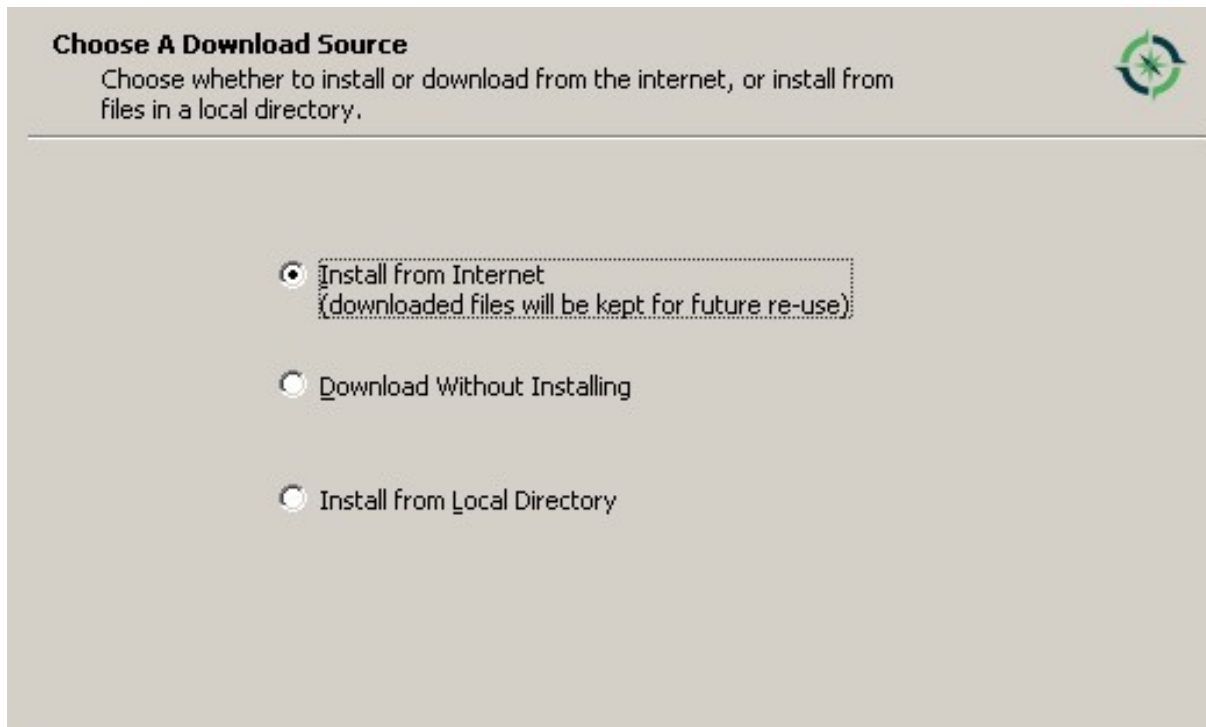 Choose A Download Source
Choose whether to install or download from the internet, or install from
files in a local directory.
Install from Internet
(downloaded files will be kept for future re-use)
Download Without Installing
Install from Local Directory